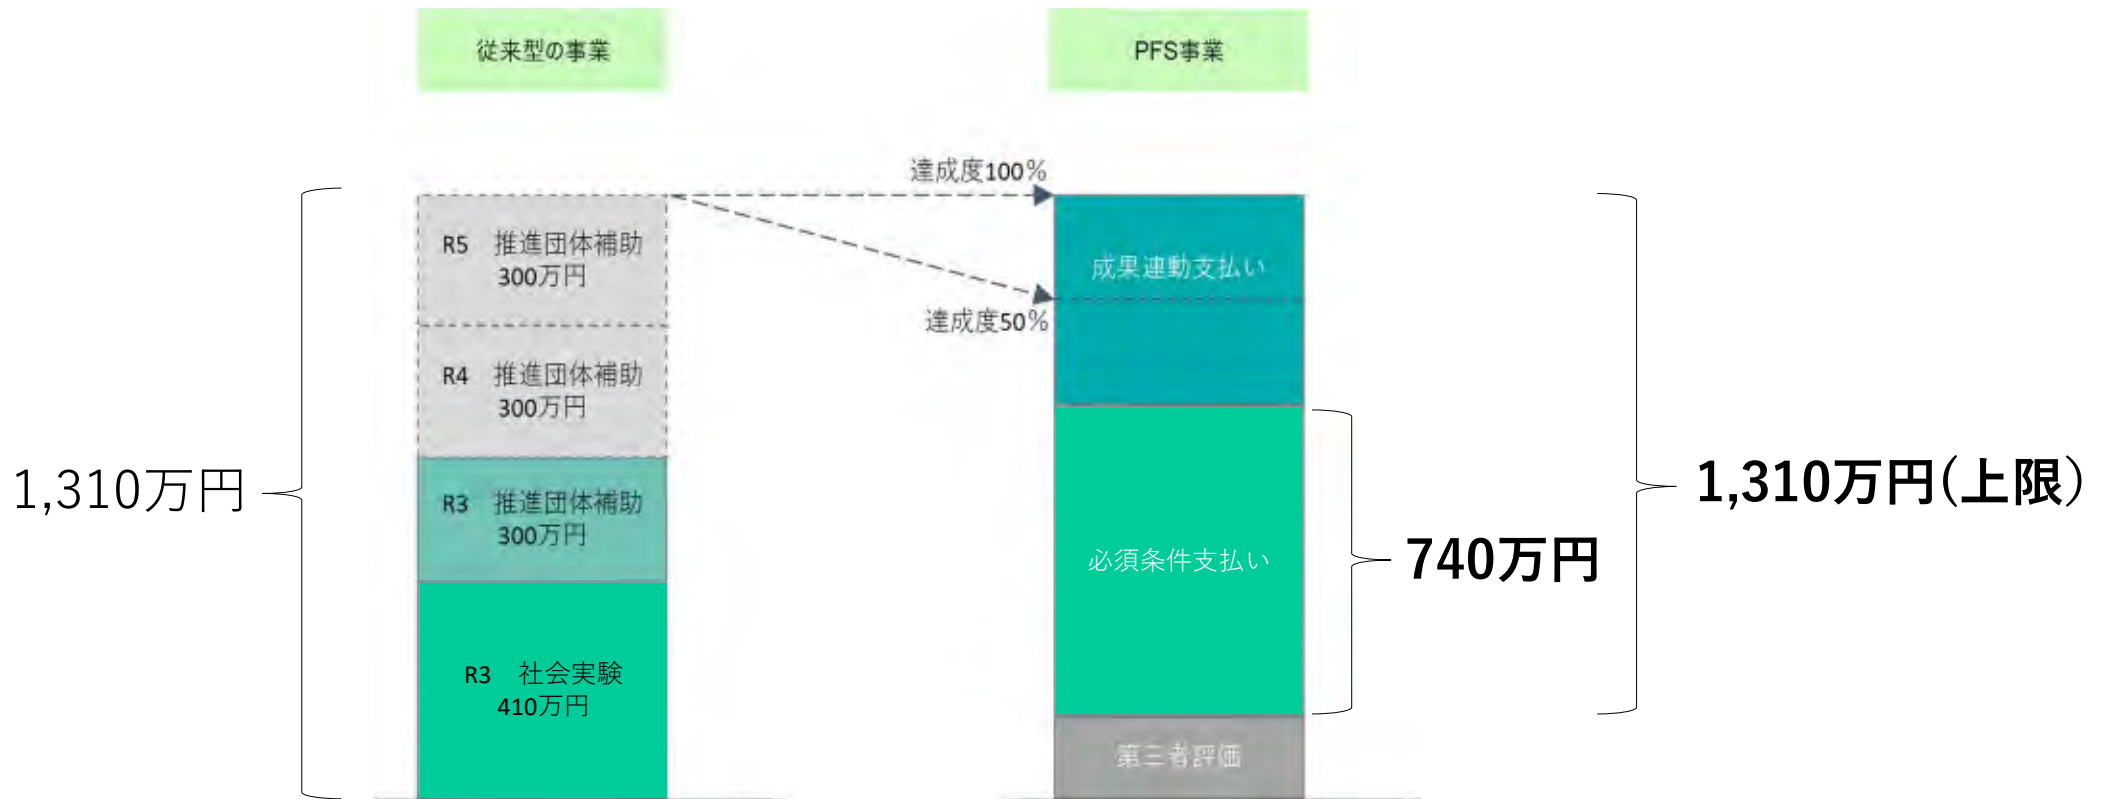 従来型の事業
PFS事業
達成度100%
達成度50%
R5　推進団体補助
300万円
R4　推進団体補助
300万円
R3　推進団体補助
300万円
R3　社会実験
410万円
1,310万円
成果連動支払い
必須条件支払い
第三者評価
740万円
1,310万円(上限)